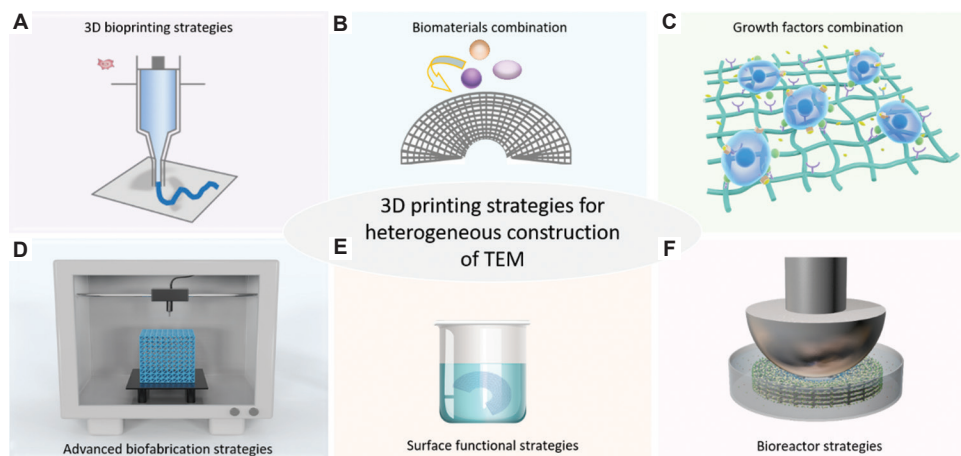 A
3D bioprinting strategies
B
Biomaterials combination
C
Growth factors combination
3D printing strategies for
heterogeneous construction
of TEM
D
Advanced biofabrication strategies
E
Surface functional strategies
F
Bioreactor strategies